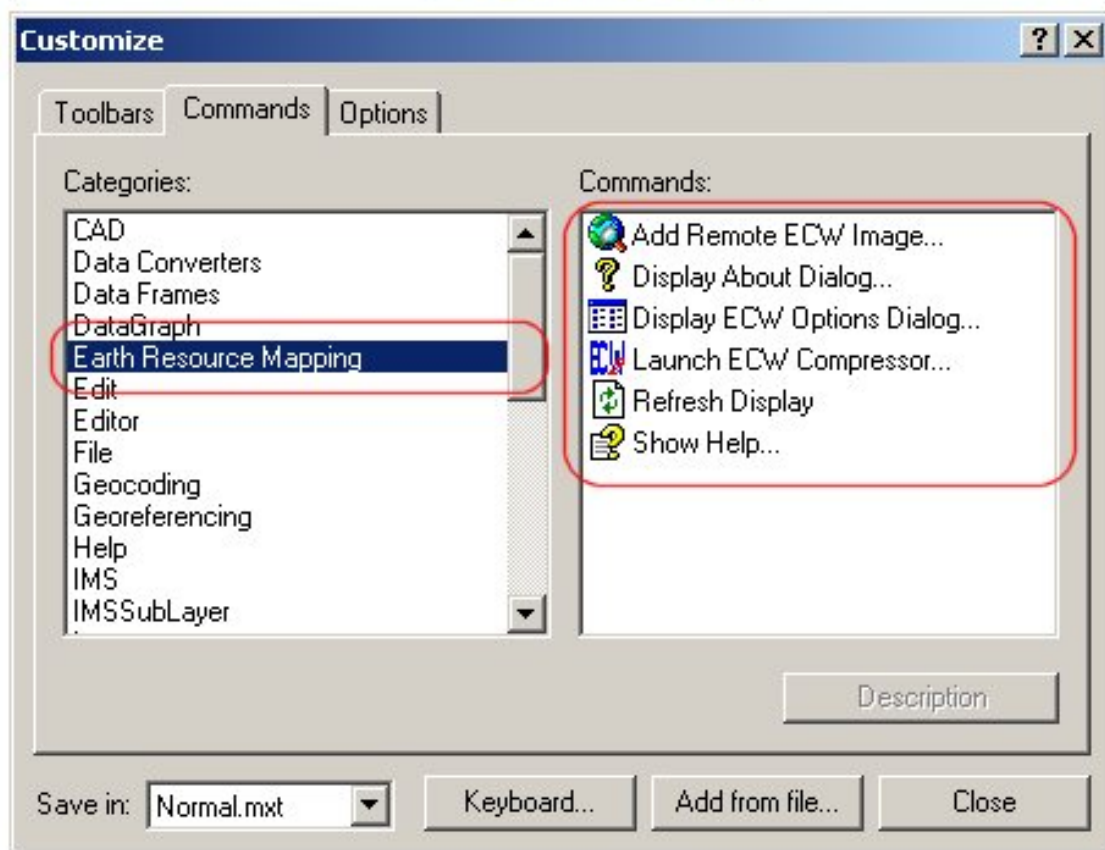 Customize
Toolbars Commands Options
Categories:
CAD
Data Converters
Data Frames
DataGraph
Earth Resource Mapping
Edit
Editor
File
Geocoding
Georeferencing
Help
IMS
IMSSubLayer
Commands:
Add Remote ECW Image...
Display About Dialog...
Display ECW Options Dialog...
Launch ECW Compressor...
Refresh Display
Show Help...
Description
Save in: Normal.mxt Keyboard... Add from file... Close